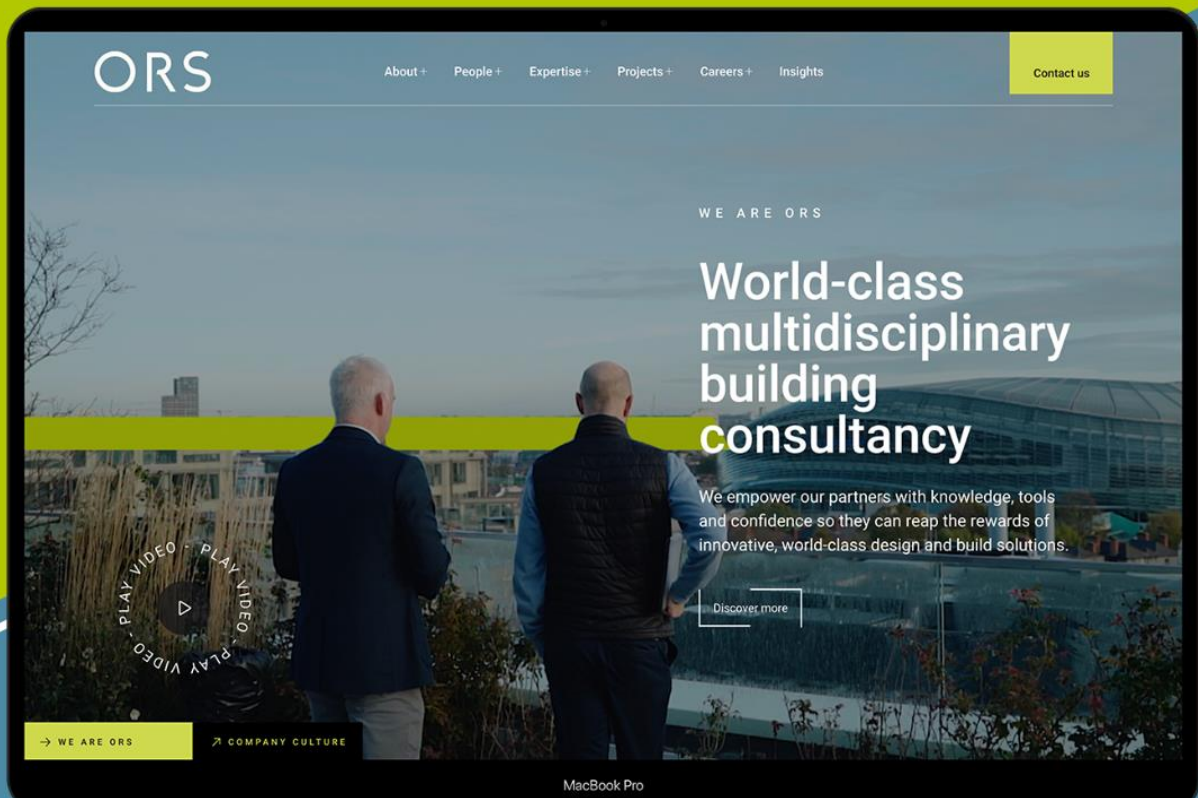 ORS
About +
People +
Expertise +
Projects +
Careers +
Insights
Contact us
WE ARE ORS
World-class
multidisciplinary
building
consultancy
We empower our partners with knowledge, tools
and confidence so they can reap the rewards of
innovative, world-class design and build solutions.
Discover more
PLAY VIDEO - PLAY VIDEO - PLAY VIDEO -
→ WE ARE ORS
↗ COMPANY CULTURE
MacBook Pro